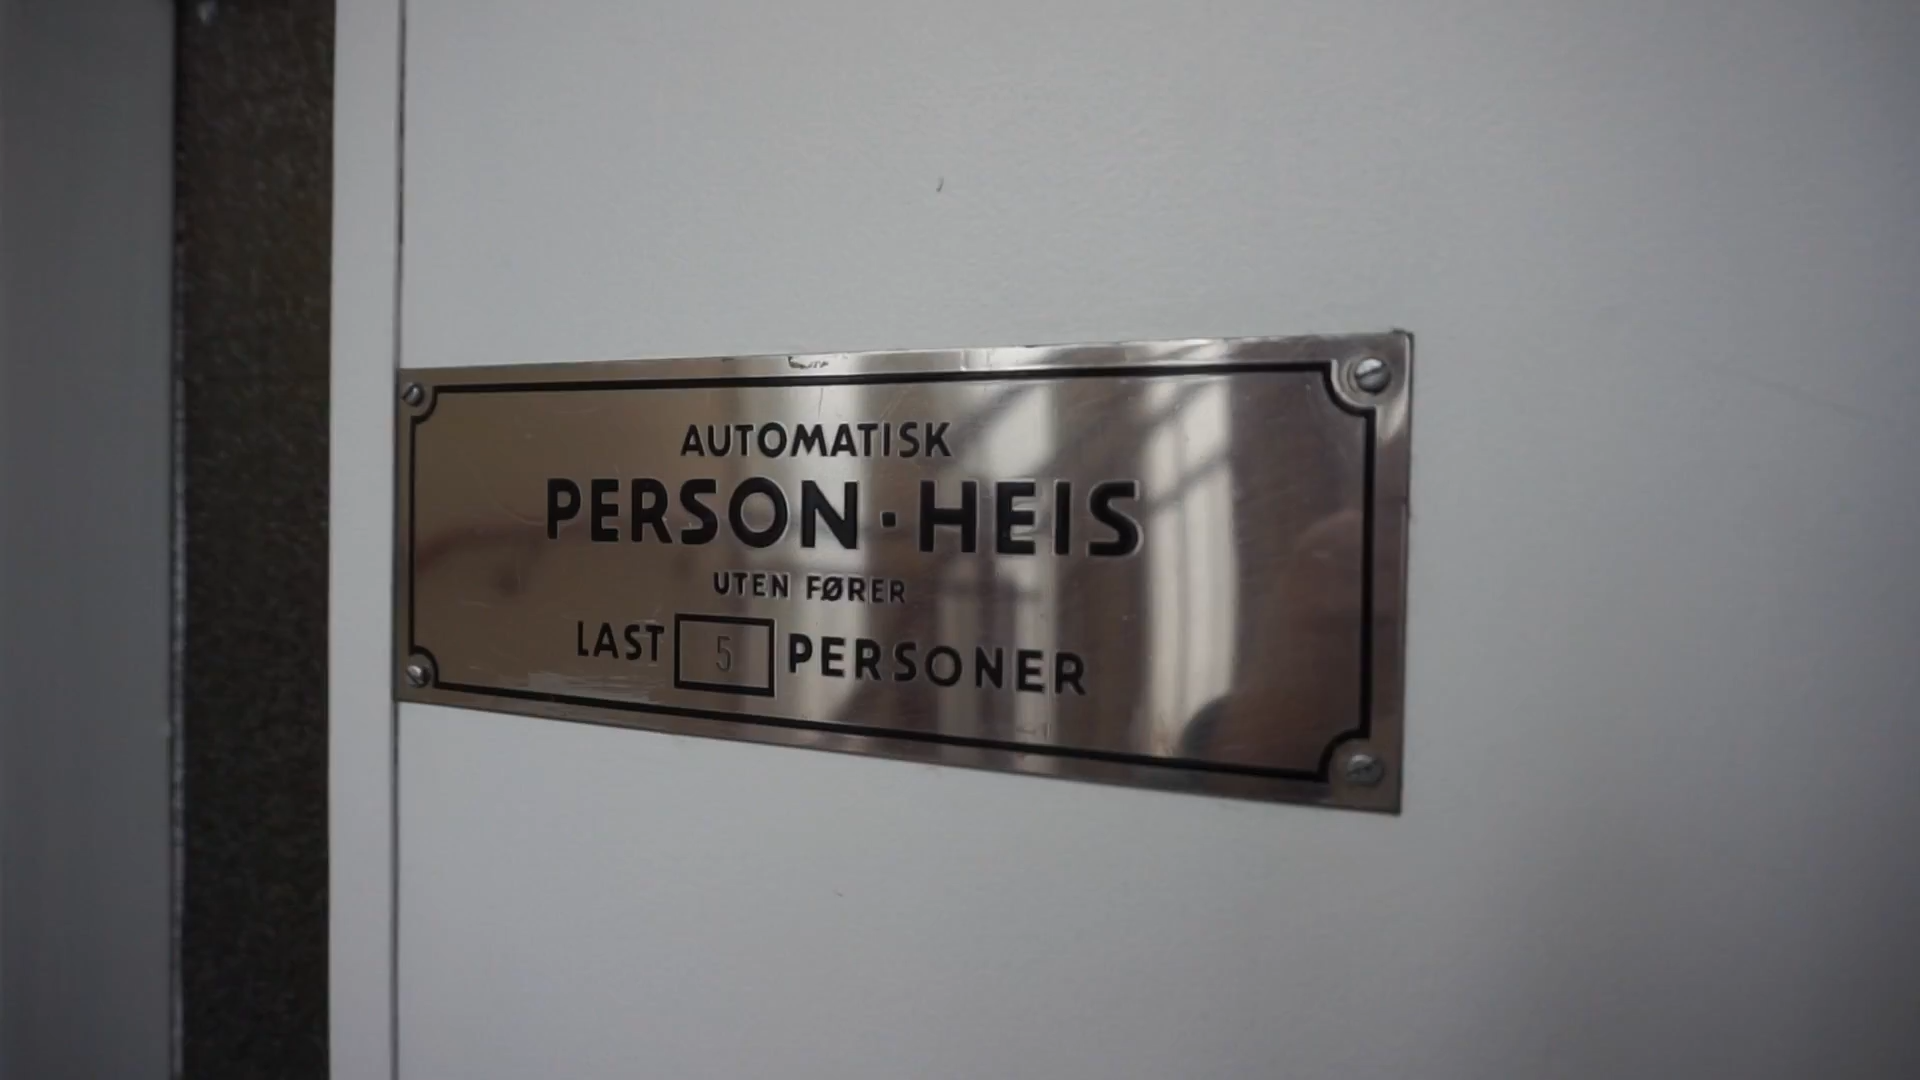 AUTOMATISK
PERSON·HEIS
UTEN FØRER
LAST 5 PERSONER